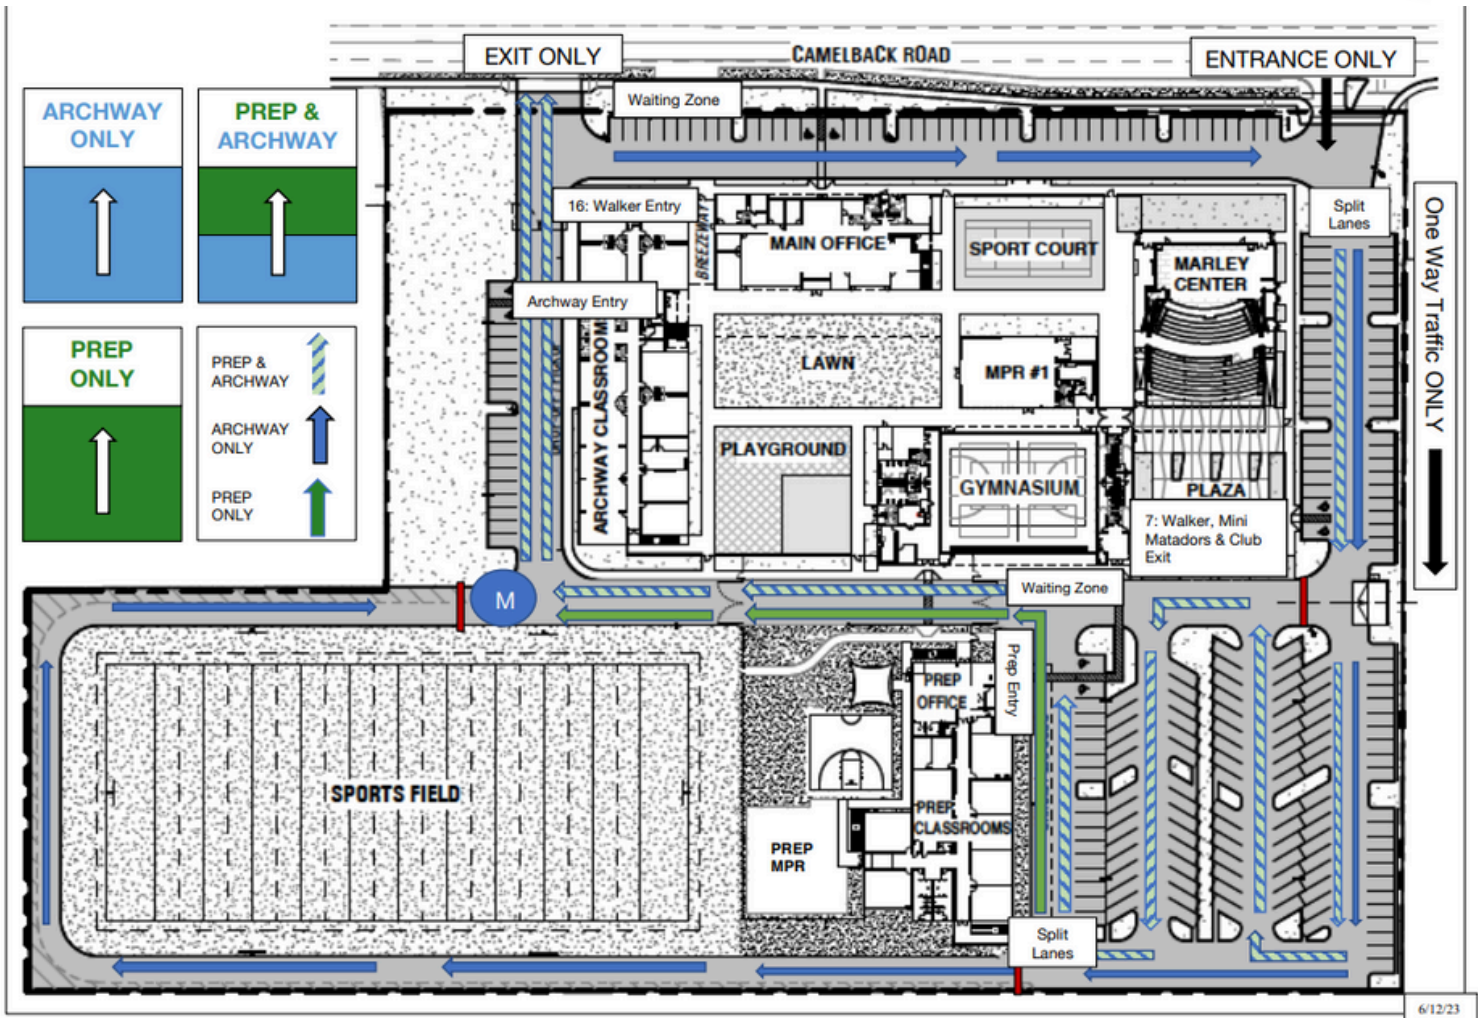 EXIT ONLY
CAMELBACK ROAD
ENTRANCE ONLY
Waiting Zone
ARCHWAY
ONLY
PREP &
ARCHWAY
PREP
ONLY
PREP &
ARCHWAY
ARCHWAY
ONLY
PREP
ONLY
16: Walker Entry
BREEZEWAY
MAIN OFFICE
SPORT COURT
MARLEY
CENTER
Split
Lanes
One Way Traffic ONLY
Archway Entry
ARCHWAY CLASSROOMS
LAWN
MPR #1
PLAYGROUND
GYMNASIUM
PLAZA
7: Walker, Mini
Matadors & Club
Exit
M
Waiting Zone
Prep Entry
PREP
OFFICE
SPORTS FIELD
PREP
CLASSROOMS
PREP
MPR
Split
Lanes
6/12/23